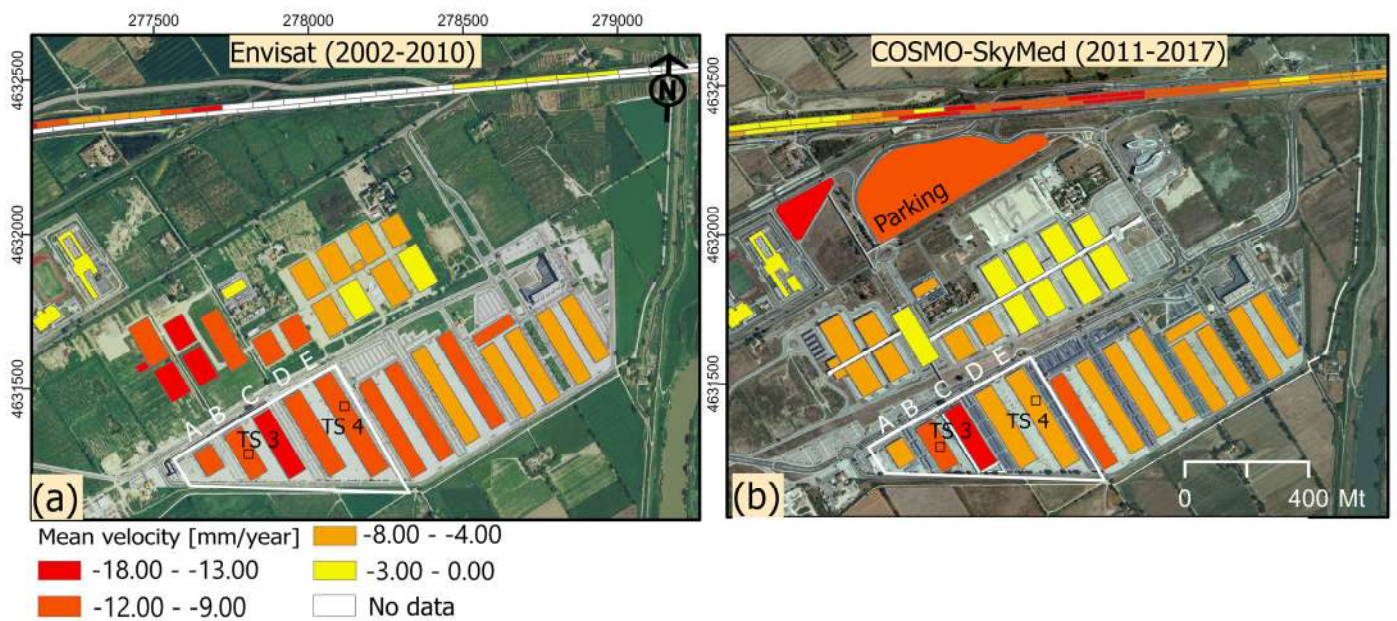 277500 278000 278500 279000
Envisat (2002-2010)
COSMO-SkyMed (2011-2017)
4632500
4632000
4631500
N
A B C D E
TS 3
TS 4
(a)
4632500
4632000
4631500
Parking
A B C D E
TS 3
TS 4
(b)
0 400 Mt
Mean velocity [mm/year]
-18.00 - -13.00
-12.00 - -9.00
-8.00 - -4.00
-3.00 - 0.00
No data